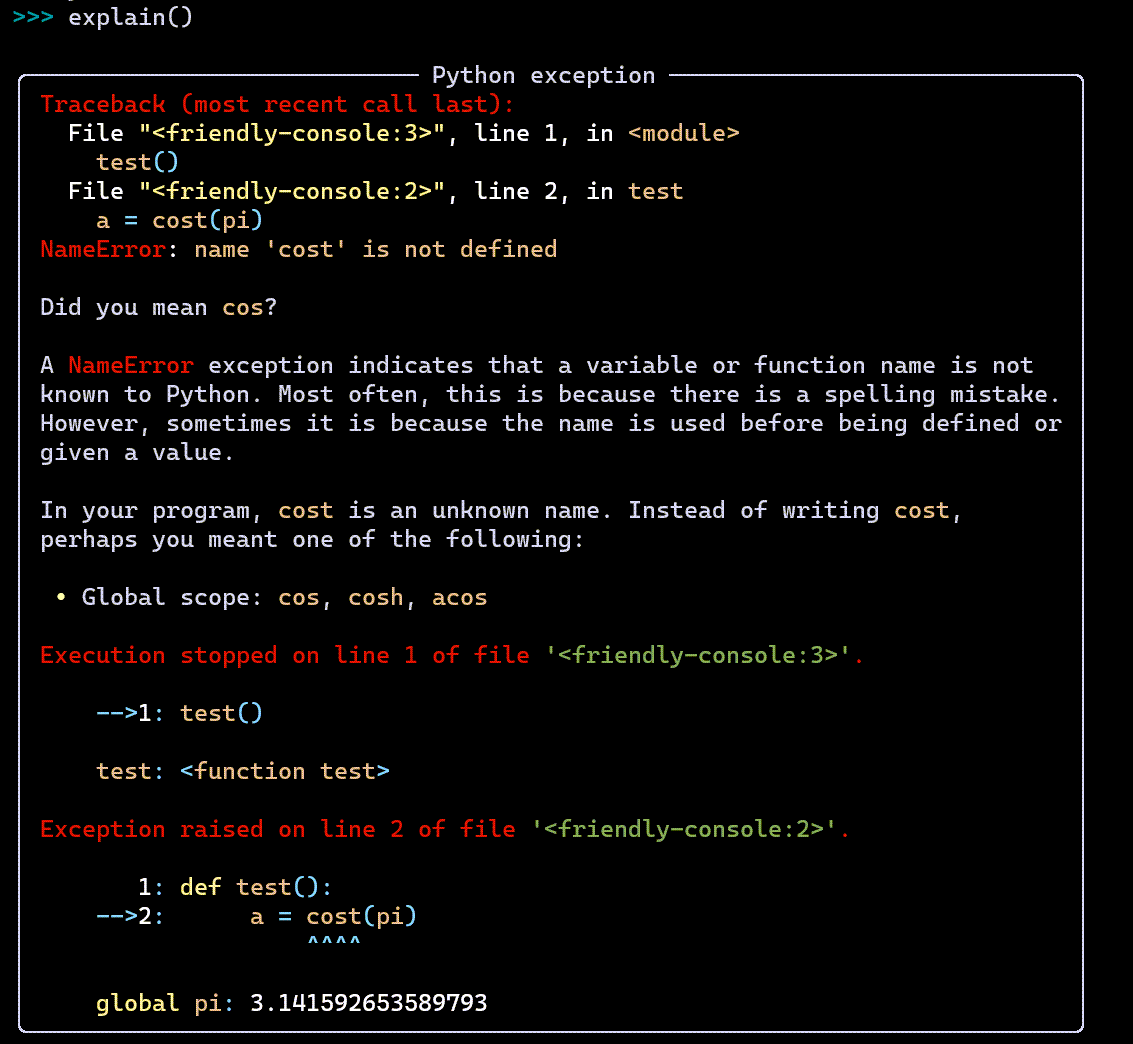 >>> explain()
Python exception
Traceback (most recent call last):
  File "<friendly-console:3>", line 1, in <module>
    test()
  File "<friendly-console:2>", line 2, in test
    a = cost(pi)
NameError: name 'cost' is not defined
Did you mean cos?
A NameError exception indicates that a variable or function name is not
known to Python. Most often, this is because there is a spelling mistake.
However, sometimes it is because the name is used before being defined or
given a value.
In your program, cost is an unknown name. Instead of writing cost,
perhaps you meant one of the following:
 • Global scope: cos, cosh, acos
Execution stopped on line 1 of file '<friendly-console:3>'.
    -->1: test()
    test: <function test>
Exception raised on line 2 of file '<friendly-console:2>'.
       1: def test():
    -->2:      a = cost(pi)
                   ^^^^
    global pi: 3.141592653589793